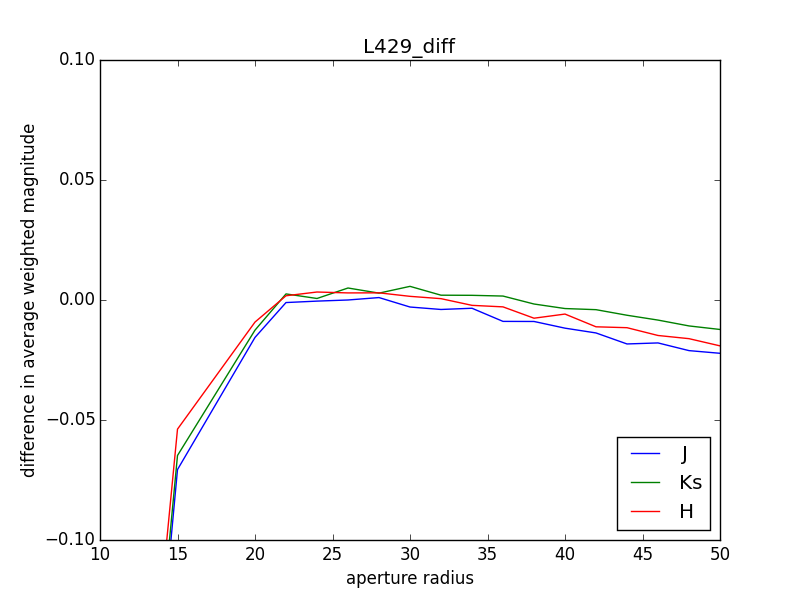 L429_diff
0.10
0.05
0.00
−0.05
−0.10
difference in average weighted magnitude
10 15 20 25 30 35 40 45 50
aperture radius
J
Ks
H